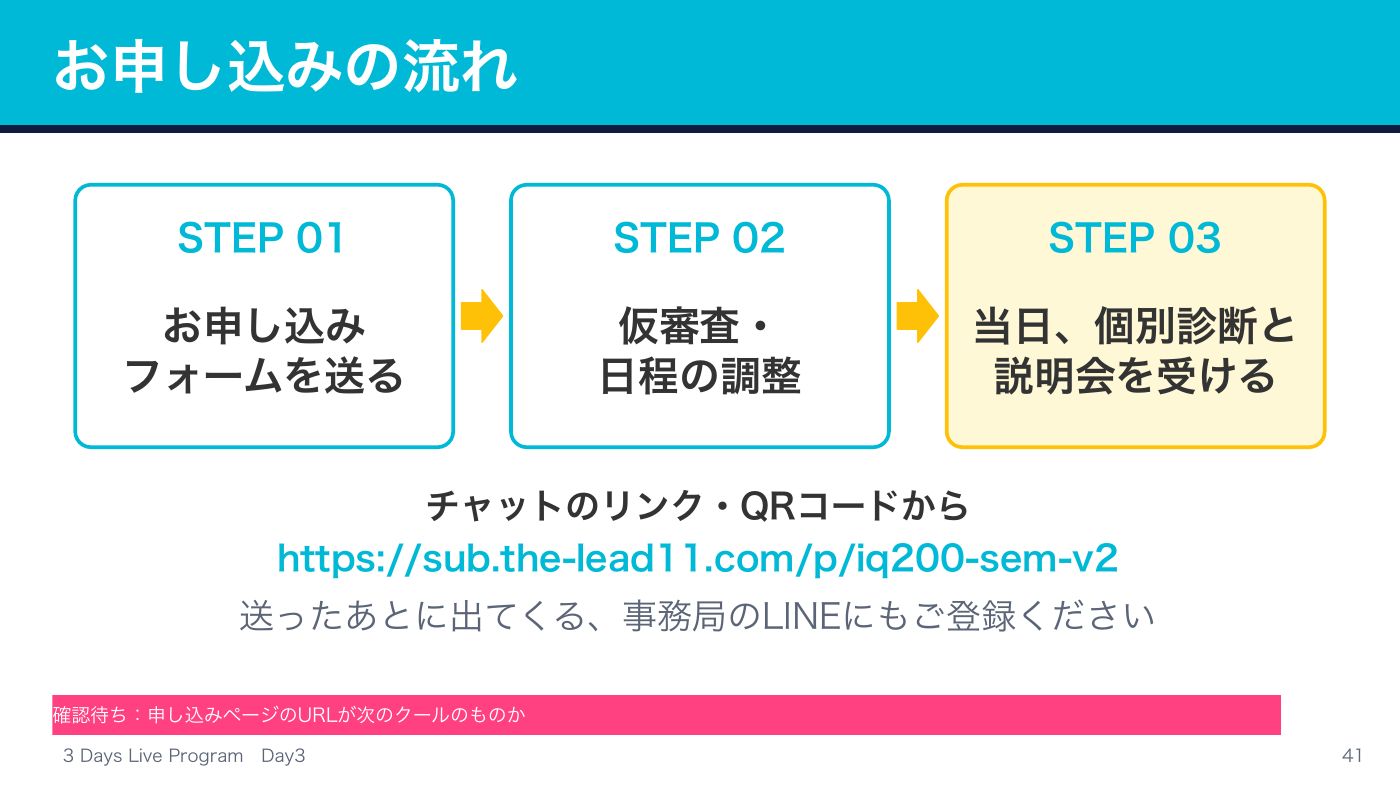 お申し込みの流れ
STEP 01
お申し込み
フォームを送る
STEP 02
仮審査・
日程の調整
STEP 03
当日、個別診断と
説明会を受ける
チャットのリンク・QRコードから
https://sub.the-lead11.com/p/iq200-sem-v2
送ったあとに出てくる、事務局のLINEにもご登録ください
確認待ち：申し込みページのURLが次のクールのものか
3 Days Live Program　Day3
41